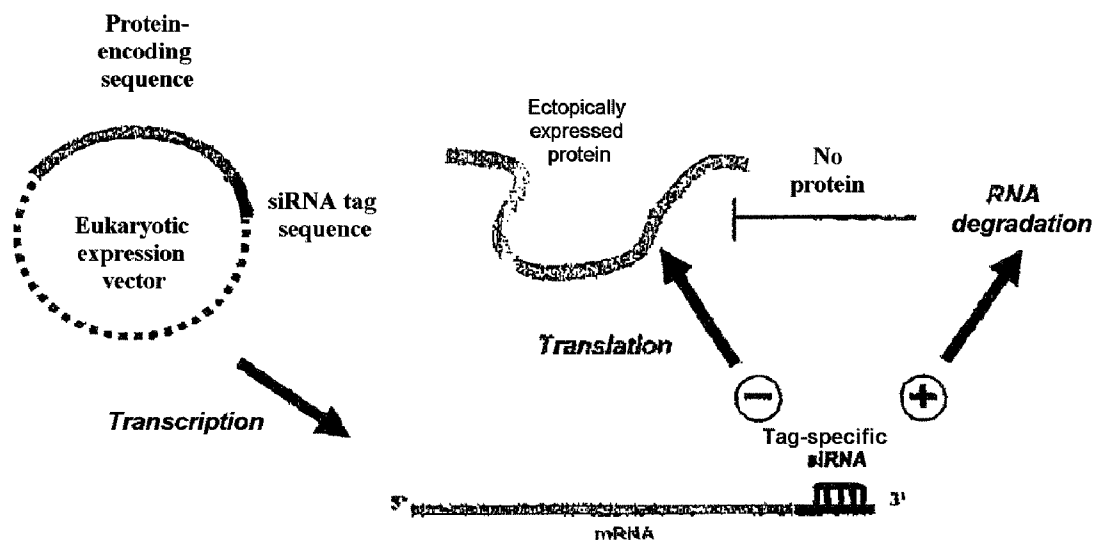 Protein-
encoding
sequence
Eukaryotic
expression
vector
siRNA tag
sequence
Transcription
Ectopically
expressed
protein
No
protein
RNA
degradation
Translation
−
+
Tag-specific
siRNA
5'
3'
mRNA